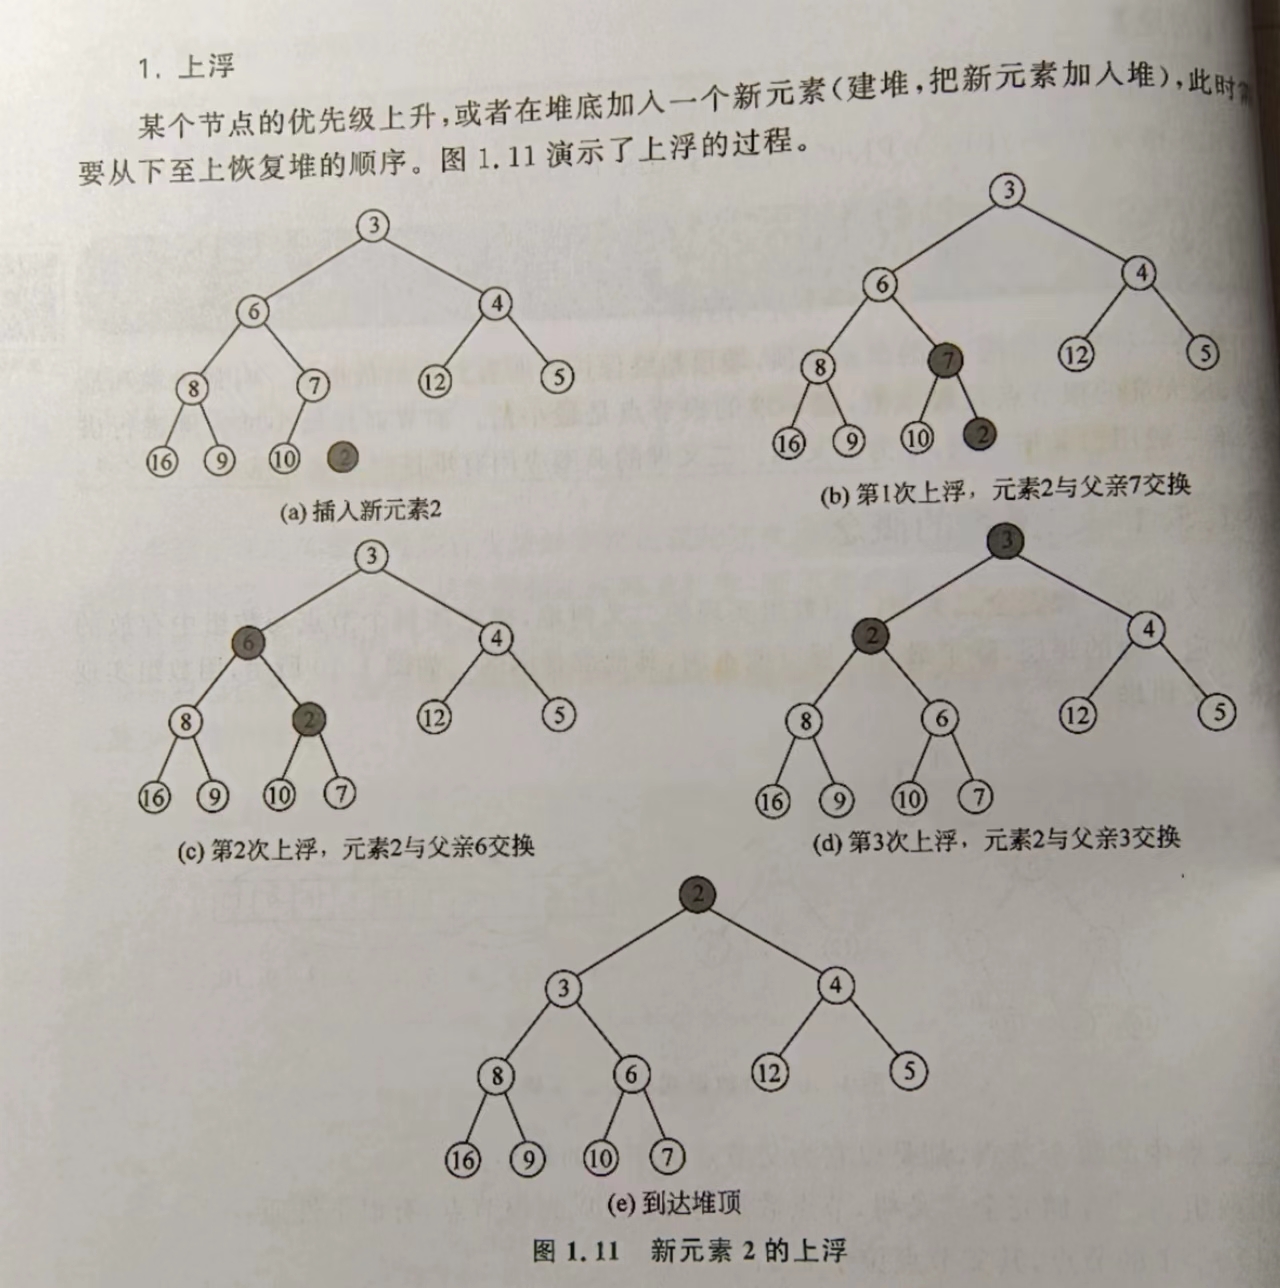 1. 上浮
某个节点的优先级上升,或者在堆底加入一个新元素(建堆,把新元素加入堆),此时需
要从下至上恢复堆的顺序。图 1.11 演示了上浮的过程。
3
6 4
8 7 12 5
16 9 10 2
(a) 插入新元素2
3
6 4
8 7 12 5
16 9 10 2
(b) 第1次上浮，元素2与父亲7交换
3
6 4
8 2 12 5
16 9 10 7
(c) 第2次上浮，元素2与父亲6交换
3
2 4
8 6 12 5
16 9 10 7
(d) 第3次上浮，元素2与父亲3交换
2
3 4
8 6 12 5
16 9 10 7
(e) 到达堆顶
图 1.11 新元素 2 的上浮